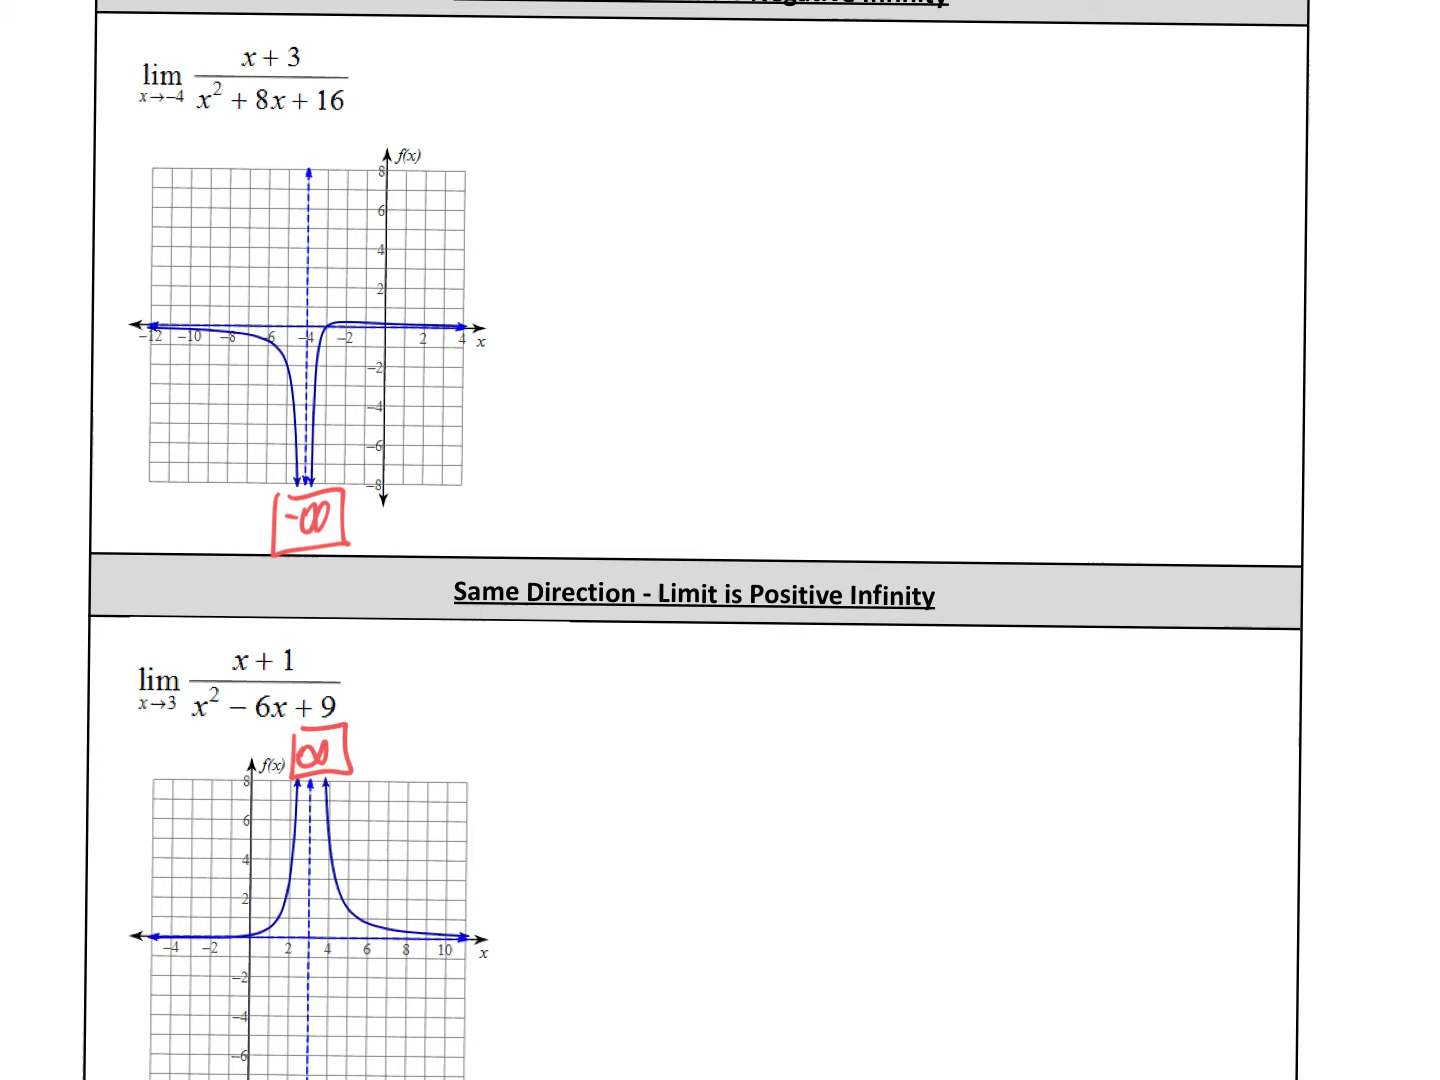 Negative Infinity
lim x→-4 (x + 3)/(x² + 8x + 16)
f(x)
8
6
4
2
-12 -10 -8 -6 -4 -2 2 4 x
-2
-4
-6
-8
-∞
Same Direction - Limit is Positive Infinity
lim x→3 (x + 1)/(x² - 6x + 9)
∞
f(x)
8
6
4
2
-4 -2 2 4 6 8 10 x
-2
-4
-6